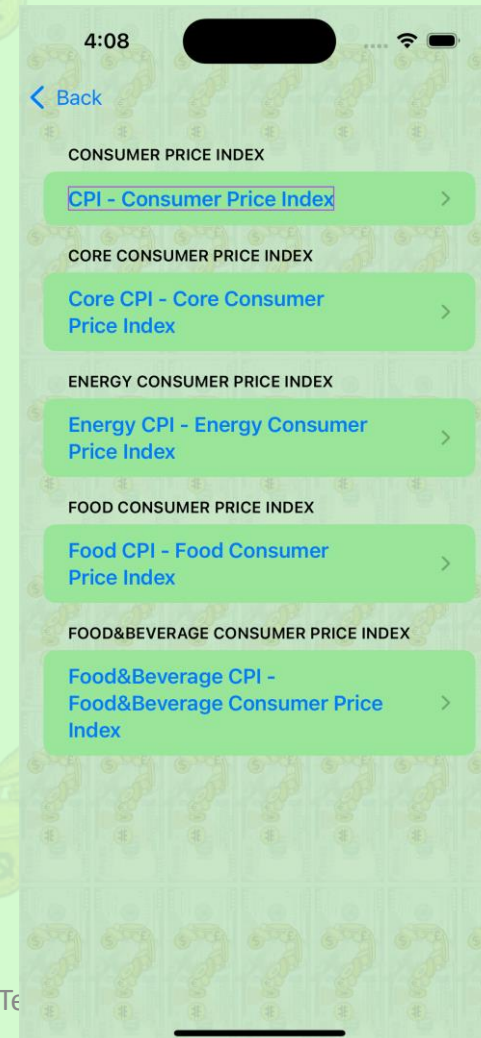 4:08
Back
CONSUMER PRICE INDEX
CPI - Consumer Price Index
CORE CONSUMER PRICE INDEX
Core CPI - Core Consumer
Price Index
ENERGY CONSUMER PRICE INDEX
Energy CPI - Energy Consumer
Price Index
FOOD CONSUMER PRICE INDEX
Food CPI - Food Consumer
Price Index
FOOD&BEVERAGE CONSUMER PRICE INDEX
Food&Beverage CPI -
Food&Beverage Consumer Price
Index